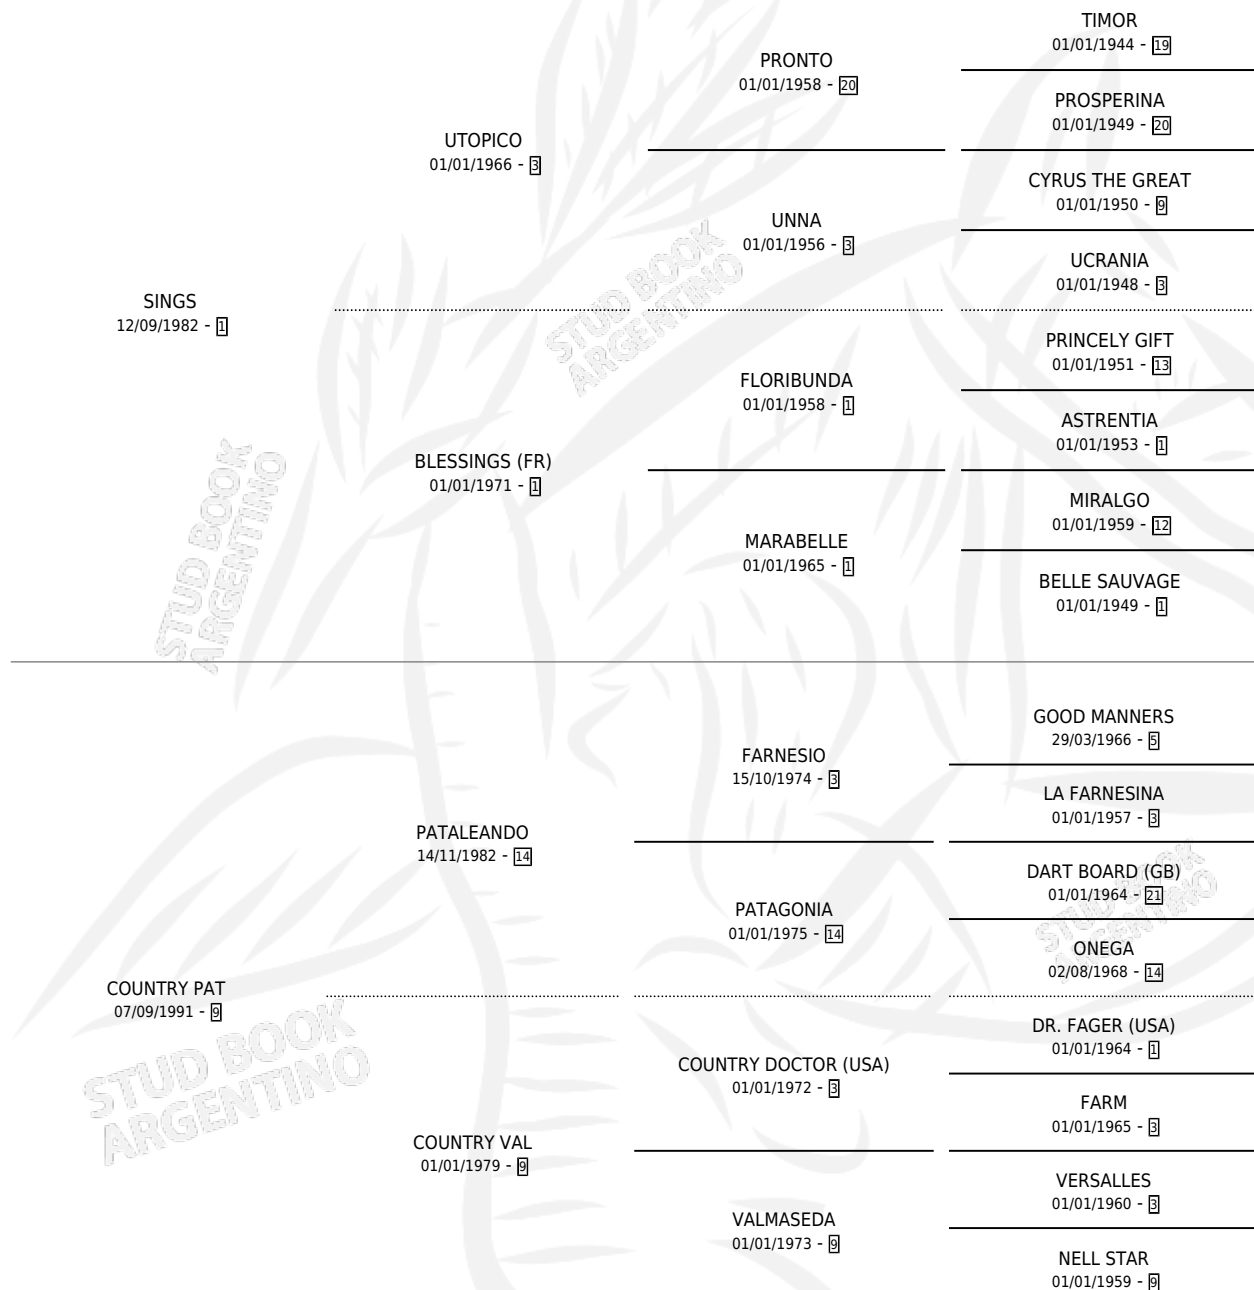 TIMOR
01/01/1944 - 19
PRONTO
01/01/1958 - 20
PROSPERINA
01/01/1949 - 20
UTOPICO
01/01/1966 - 3
CYRUS THE GREAT
01/01/1950 - 9
UNNA
01/01/1956 - 3
UCRANIA
01/01/1948 - 3
SINGS
12/09/1982 - 1
PRINCELY GIFT
01/01/1951 - 13
FLORIBUNDA
01/01/1958 - 1
ASTRENTIA
01/01/1953 - 1
BLESSINGS (FR)
01/01/1971 - 1
MIRALGO
01/01/1959 - 12
MARABELLE
01/01/1965 - 1
BELLE SAUVAGE
01/01/1949 - 1
GOOD MANNERS
29/03/1966 - 5
FARNESIO
15/10/1974 - 3
LA FARNESINA
01/01/1957 - 3
PATALEANDO
14/11/1982 - 14
DART BOARD (GB)
01/01/1964 - 21
PATAGONIA
01/01/1975 - 14
ONEGA
02/08/1968 - 14
COUNTRY PAT
07/09/1991 - 9
DR. FAGER (USA)
01/01/1964 - 1
COUNTRY DOCTOR (USA)
01/01/1972 - 3
FARM
01/01/1965 - 3
COUNTRY VAL
01/01/1979 - 9
VERSALLES
01/01/1960 - 3
VALMASEDA
01/01/1973 - 9
NELL STAR
01/01/1959 - 9
STUD BOOK
ARGENTINO
STUD BOOK
ARGENTINO
STUD BOOK
ARGENTINO
STUD BOOK
ARGENTINO